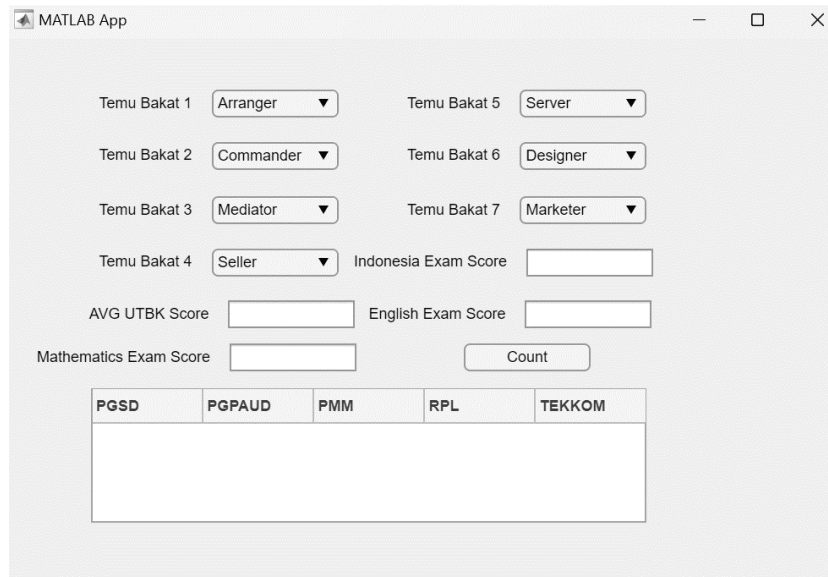 MATLAB App
Temu Bakat 1 Arranger Temu Bakat 5 Server
Temu Bakat 2 Commander Temu Bakat 6 Designer
Temu Bakat 3 Mediator Temu Bakat 7 Marketer
Temu Bakat 4 Seller Indonesia Exam Score
AVG UTBK Score English Exam Score
Mathematics Exam Score Count
PGSD PGPAUD PMM RPL TEKKOM